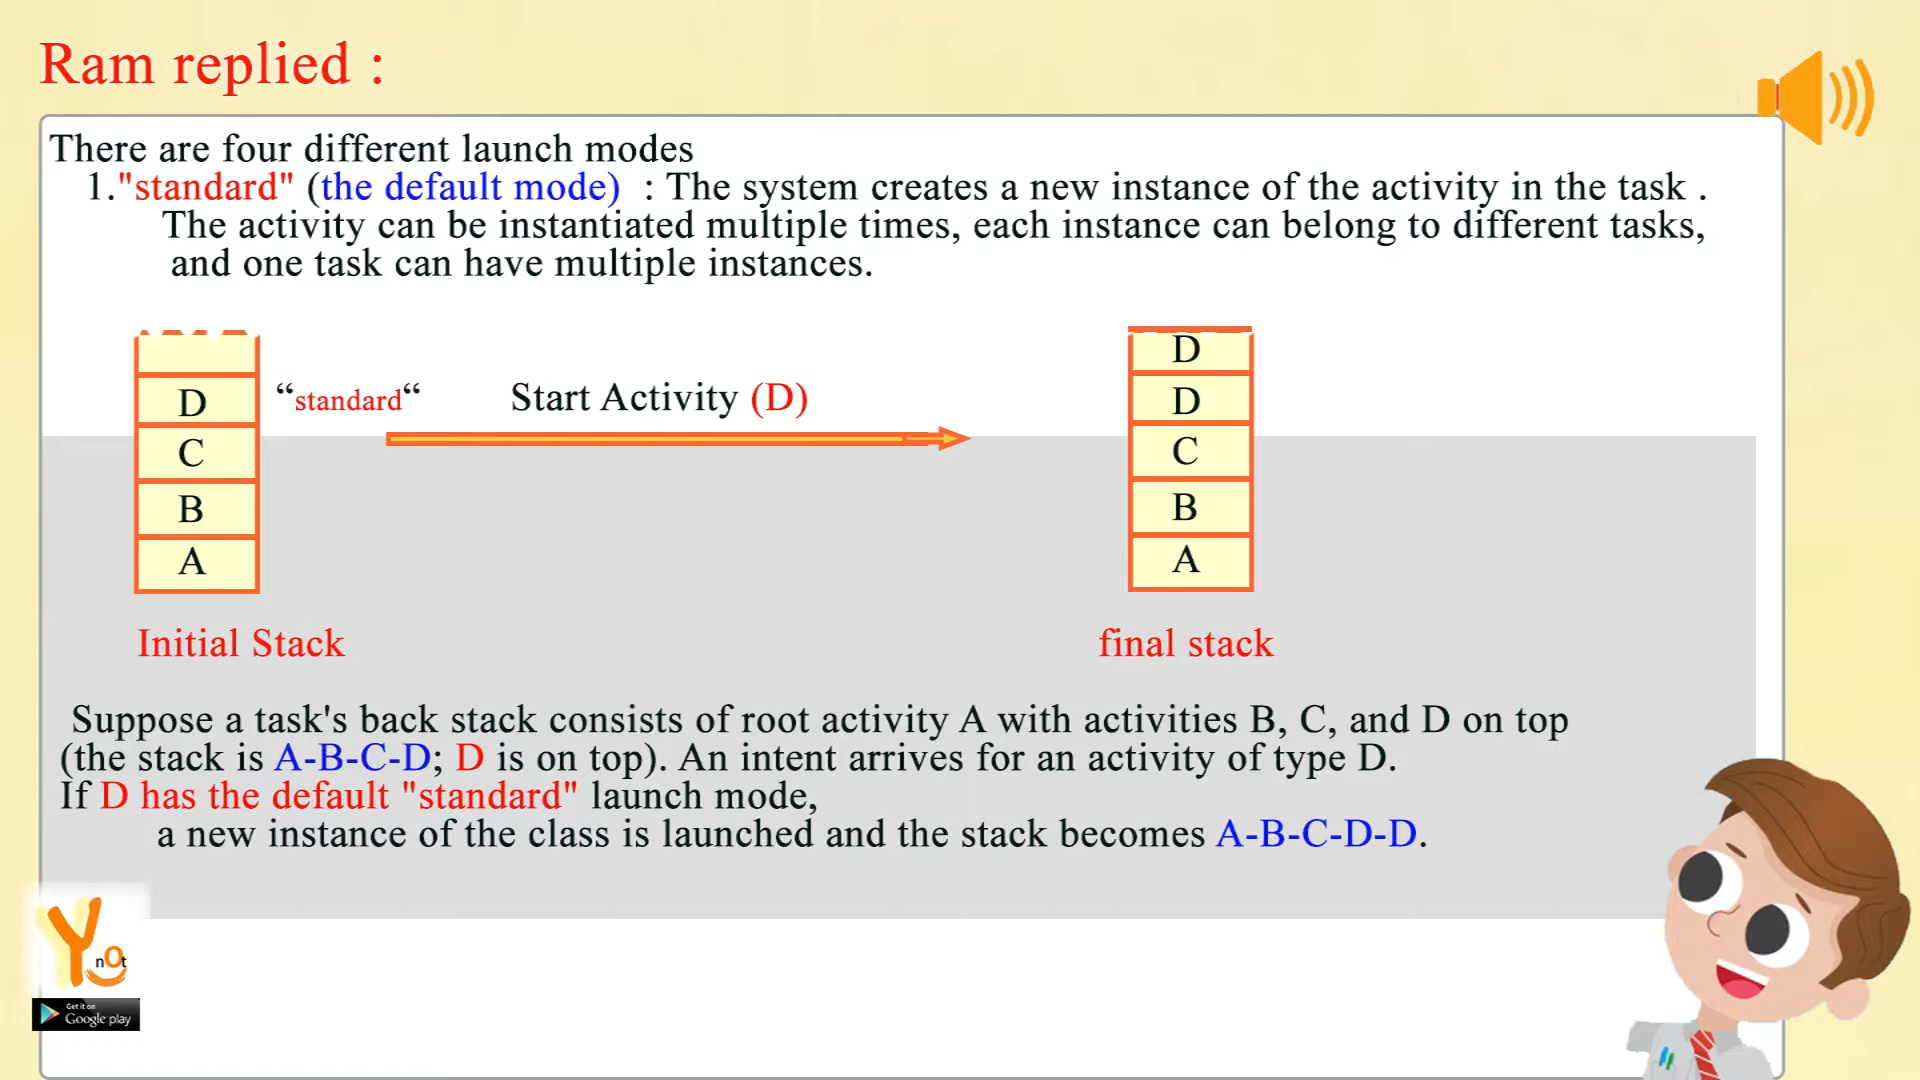 Ram replied :
There are four different launch modes
1."standard" (the default mode) : The system creates a new instance of the activity in the task .
The activity can be instantiated multiple times, each instance can belong to different tasks,
and one task can have multiple instances.
D
C
B
A
“standard“ Start Activity (D)
D
D
C
B
A
Initial Stack
final stack
Suppose a task's back stack consists of root activity A with activities B, C, and D on top
(the stack is A-B-C-D; D is on top). An intent arrives for an activity of type D.
If D has the default "standard" launch mode,
a new instance of the class is launched and the stack becomes A-B-C-D-D.
Y nOt
Get it on
Google play